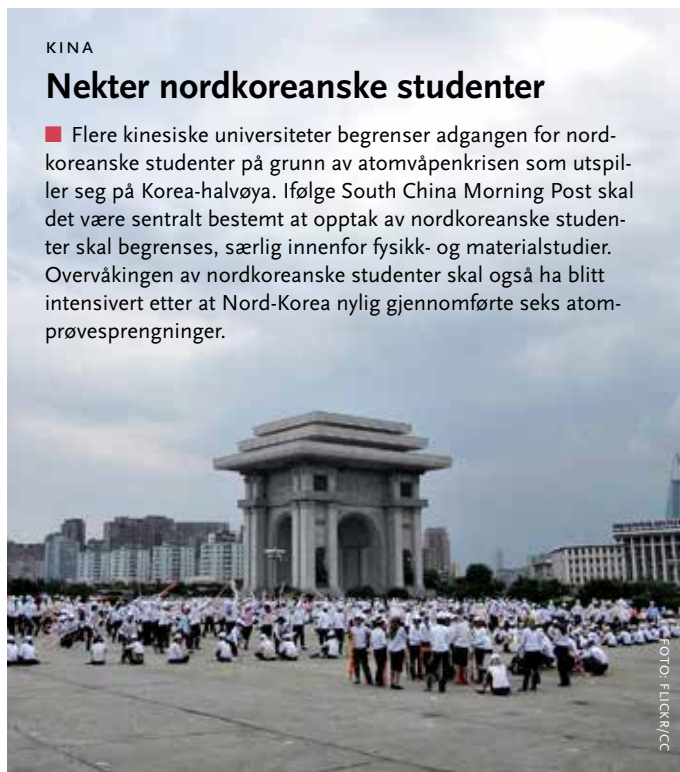 KINA
Nekter nordkoreanske studenter
Flere kinesiske universiteter begrenser adgangen for nord-
koreanske studenter på grunn av atomvåpenkrisen som utspil-
ler seg på Korea-halvøya. Ifølge South China Morning Post skal
det være sentralt bestemt at opptak av nordkoreanske studen-
ter skal begrenses, særlig innenfor fysikk- og materialstudier.
Overvåkingen av nordkoreanske studenter skal også ha blitt
intensivert etter at Nord-Korea nylig gjennomførte seks atom-
prøvesprengninger.
FOTO: FLICKR/CC